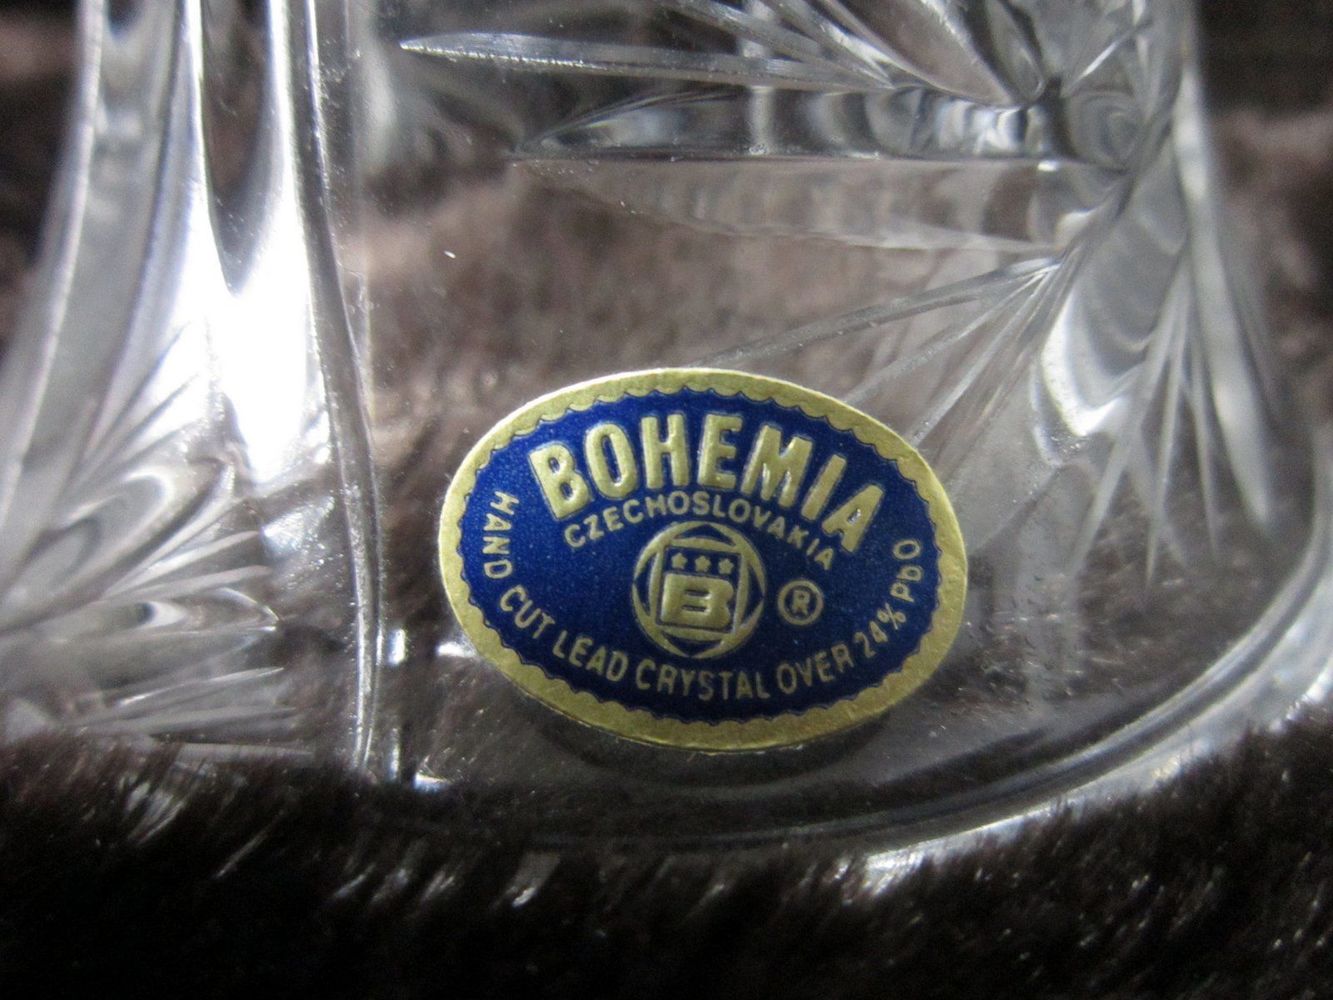 BOHEMIA
CZECHOSLOVAKIA
B
®
HAND CUT LEAD CRYSTAL OVER 24% PbO